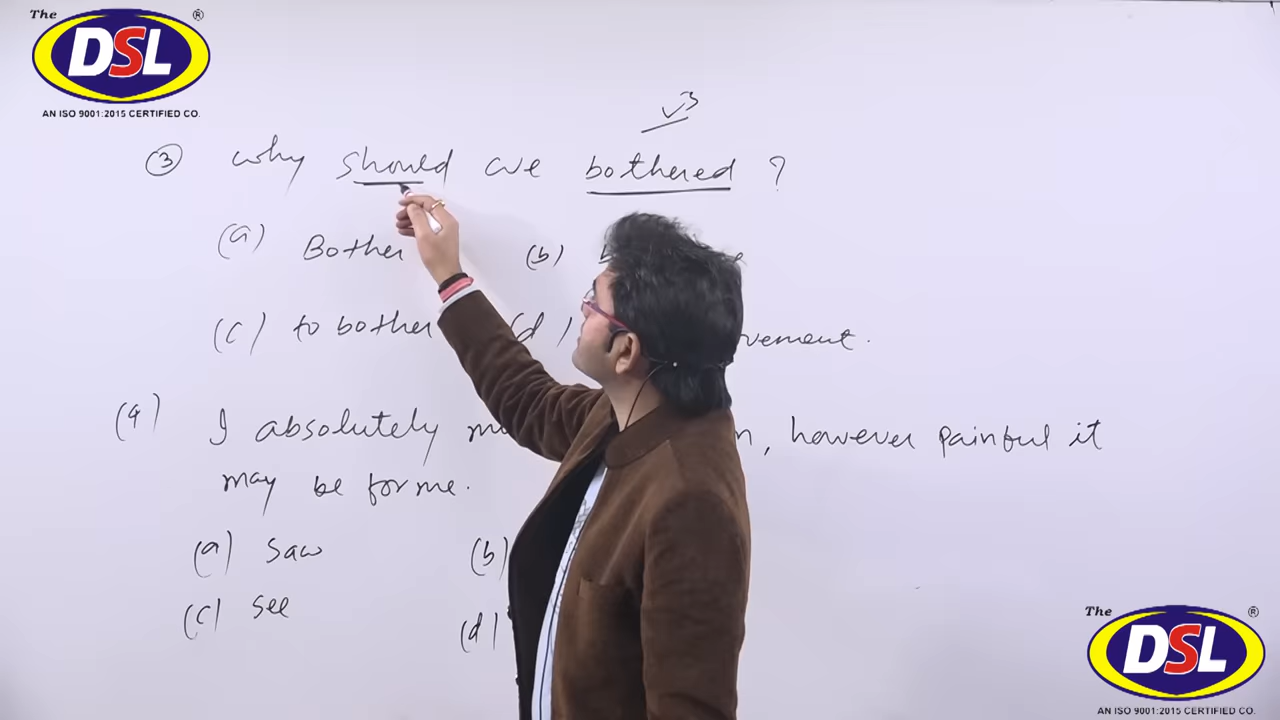 The DSL ®
AN ISO 9001:2015 CERTIFIED CO.
v3
(3) why should we bothered ?
(a) Bother (b)
(c) to bother (d) vement.
(4) I absolutely , however painful it
may be for me.
(a) saw (b)
(c) see (d)
The DSL ®
AN ISO 9001:2015 CERTIFIED CO.